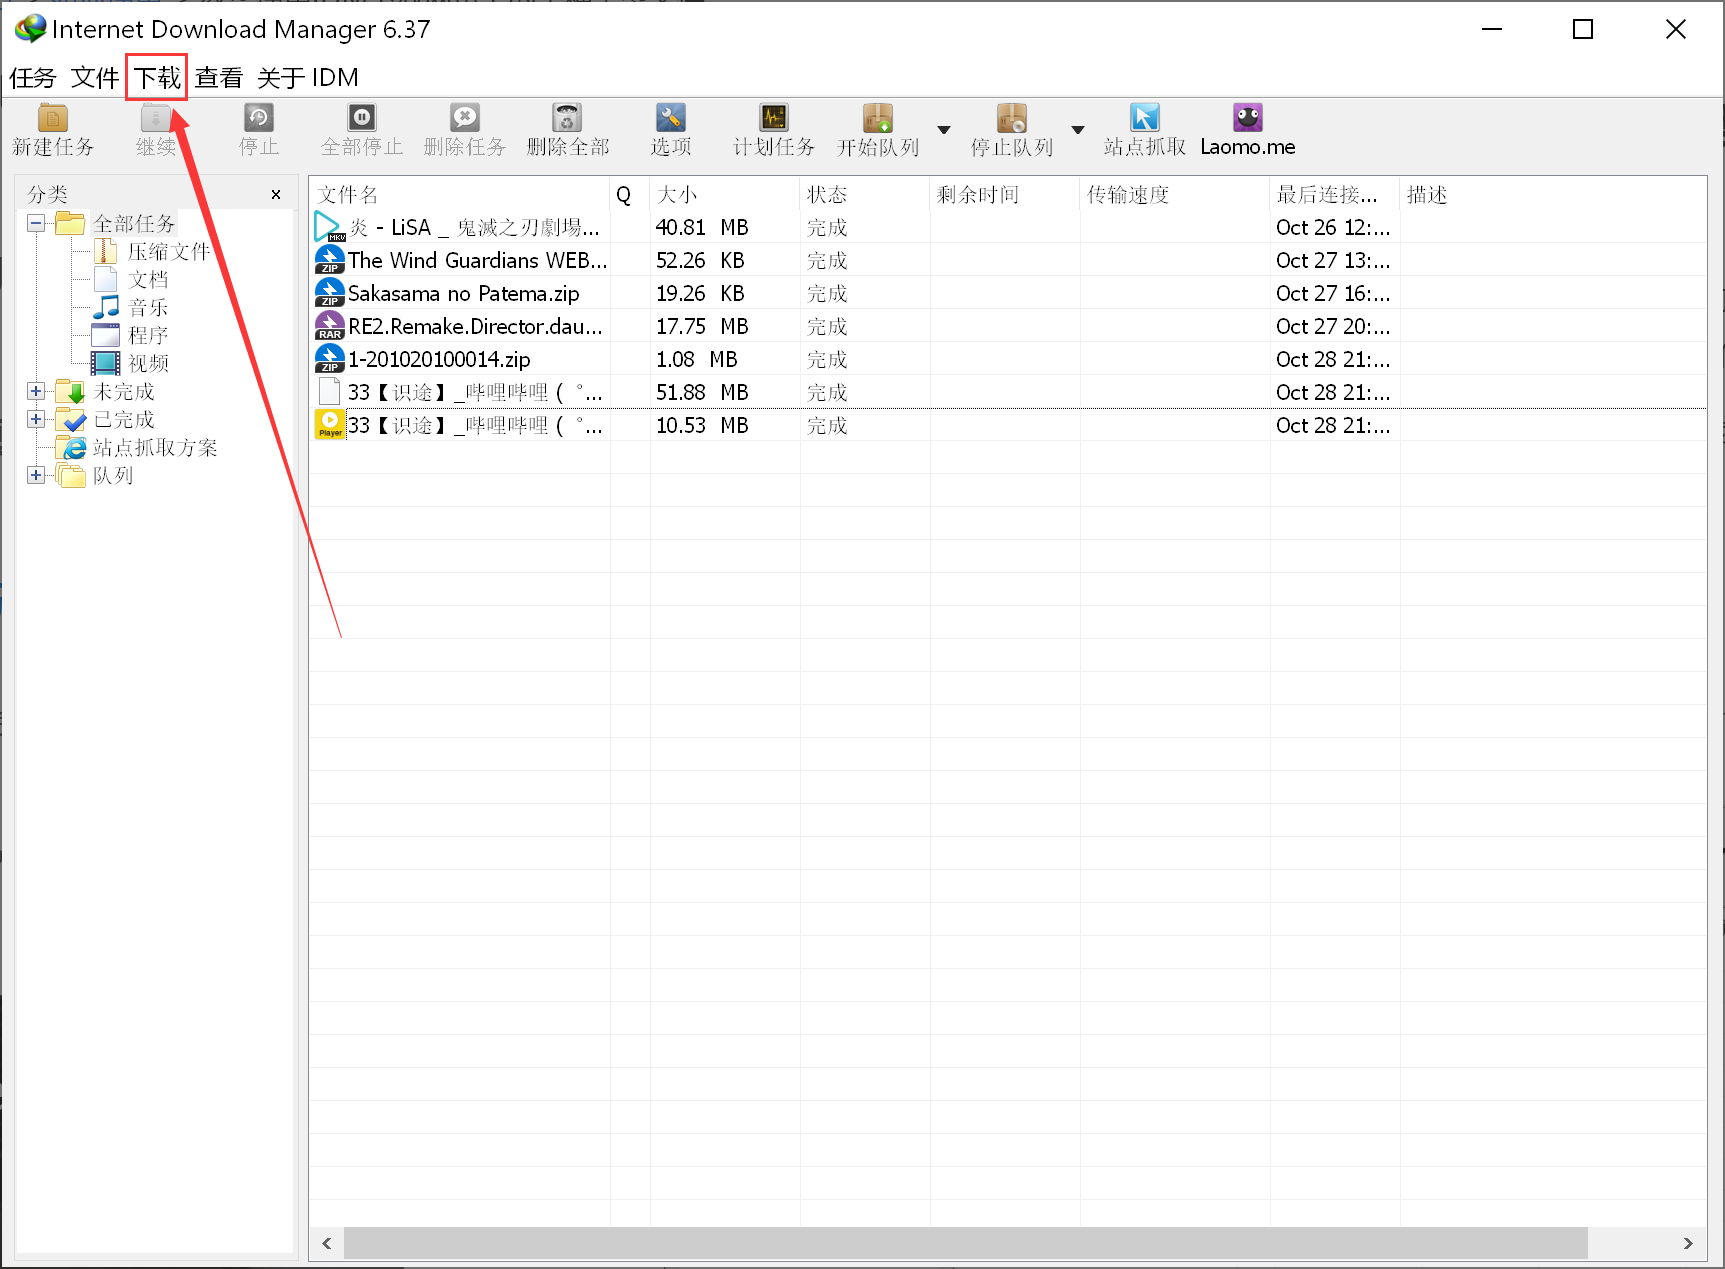 Internet Download Manager 6.37
任务 文件 下载 查看 关于 IDM
新建任务 继续 停止 全部停止 删除任务 删除全部 选项 计划任务 开始队列 停止队列 站点抓取 Laomo.me
分类 x
全部任务
压缩文件
文档
音乐
程序
视频
未完成
已完成
站点抓取方案
队列
文件名 Q 大小 状态 剩余时间 传输速度 最后连接... 描述
炎 - LiSA _ 鬼滅之刃劇場... 40.81 MB 完成 Oct 26 12:...
The Wind Guardians WEB... 52.26 KB 完成 Oct 27 13:...
Sakasama no Patema.zip 19.26 KB 完成 Oct 27 16:...
RE2.Remake.Director.dau... 17.75 MB 完成 Oct 27 20:...
1-201020100014.zip 1.08 MB 完成 Oct 28 21:...
33【识途】_哔哩哔哩 (゜... 51.88 MB 完成 Oct 28 21:...
33【识途】_哔哩哔哩 (゜... 10.53 MB 完成 Oct 28 21:...
MKV
ZIP
ZIP
RAR
ZIP
Player